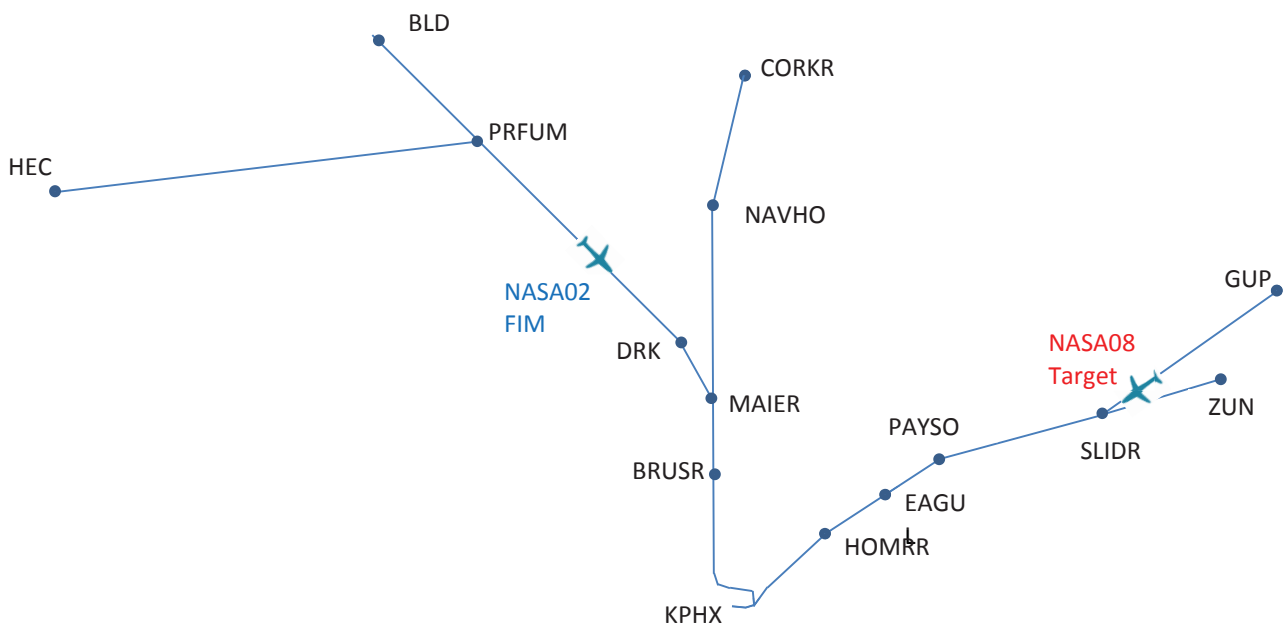 BLD
CORKR
PRFUM
HEC
NAVHO
GUP
NASA02
FIM
NASA08
Target
DRK
MAIER
ZUN
PAYSO
SLIDR
BRUSR
EAGU
L
HOMRR
KPHX